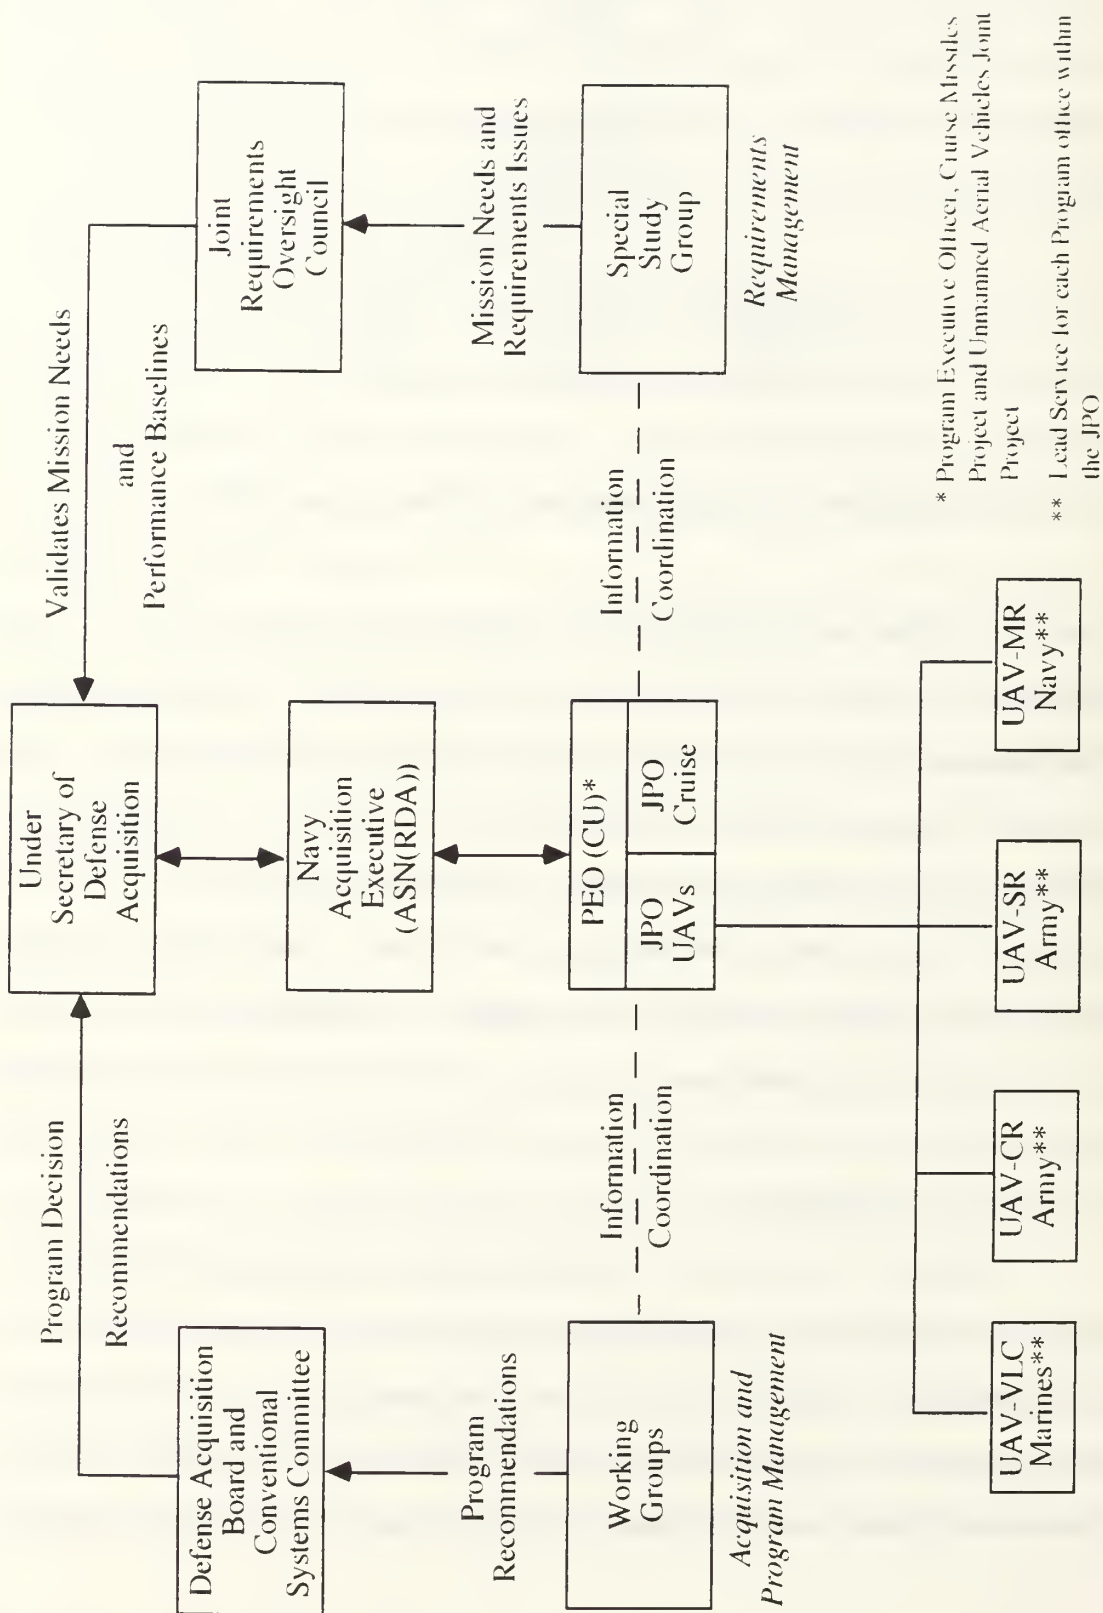 Under
Secretary of
Defense
Acquisition
Program Decision
Recommendations
Validates Mission Needs
and
Performance Baselines
Defense Acquisition
Board and
Conventional
Systems Committee
Navy
Acquisition
Executive
(ASN(RDA))
Joint
Requirements
Oversight
Council
Program
Recommendations
Mission Needs and
Requirements Issues
Working
Groups
Information
Coordination
PEO (CU)*
JPO
UAVs
JPO
Cruise
Information
Coordination
Special
Study
Group
Acquisition and
Program Management
Requirements
Management
UAV-VLC
Marines**
UAV-CR
Army**
UAV-SR
Army**
UAV-MR
Navy**
* Program Executive Officer, Cruise Missiles
Project and Unmanned Aerial Vehicles Joint
Project
** Lead Service for each Program office within
the JPO